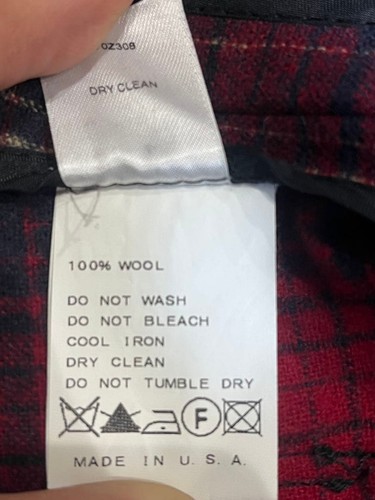 0Z308
DRY CLEAN
100% WOOL
DO NOT WASH
DO NOT BLEACH
COOL IRON
DRY CLEAN
DO NOT TUMBLE DRY
F
MADE IN U. S. A.